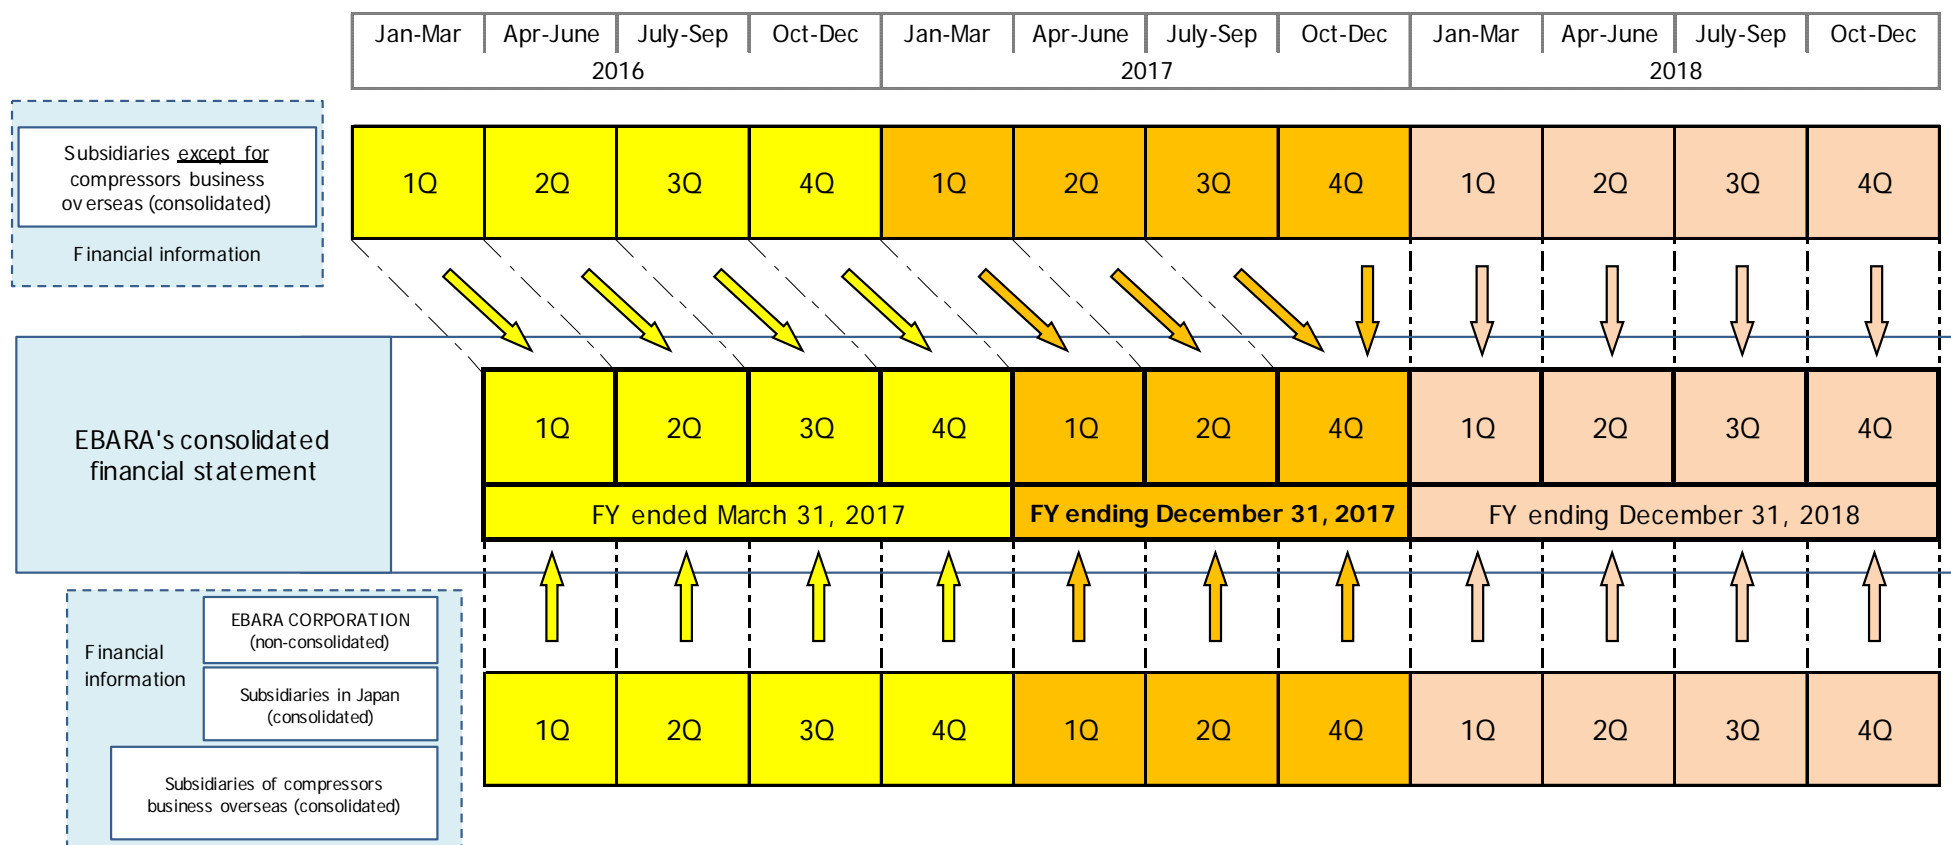 Jan-Mar Apr-June July-Sep Oct-Dec Jan-Mar Apr-June July-Sep Oct-Dec Jan-Mar Apr-June July-Sep Oct-Dec
2016 2017 2018
Subsidiaries except for
compressors business
overseas (consolidated)
Financial information
1Q 2Q 3Q 4Q 1Q 2Q 3Q 4Q 1Q 2Q 3Q 4Q
EBARA's consolidated
financial statement
1Q 2Q 3Q 4Q 1Q 2Q 4Q 1Q 2Q 3Q 4Q
FY ended March 31, 2017 FY ending December 31, 2017 FY ending December 31, 2018
Financial
information
EBARA CORPORATION
(non-consolidated)
Subsidiaries in Japan
(consolidated)
Subsidiaries of compressors
business overseas (consolidated)
1Q 2Q 3Q 4Q 1Q 2Q 4Q 1Q 2Q 3Q 4Q